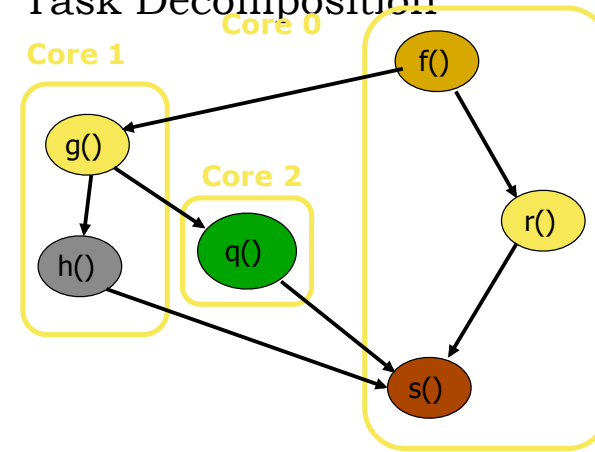 Task Decomposition
Core 0
Core 1
f()
g()
Core 2
r()
q()
h()
s()